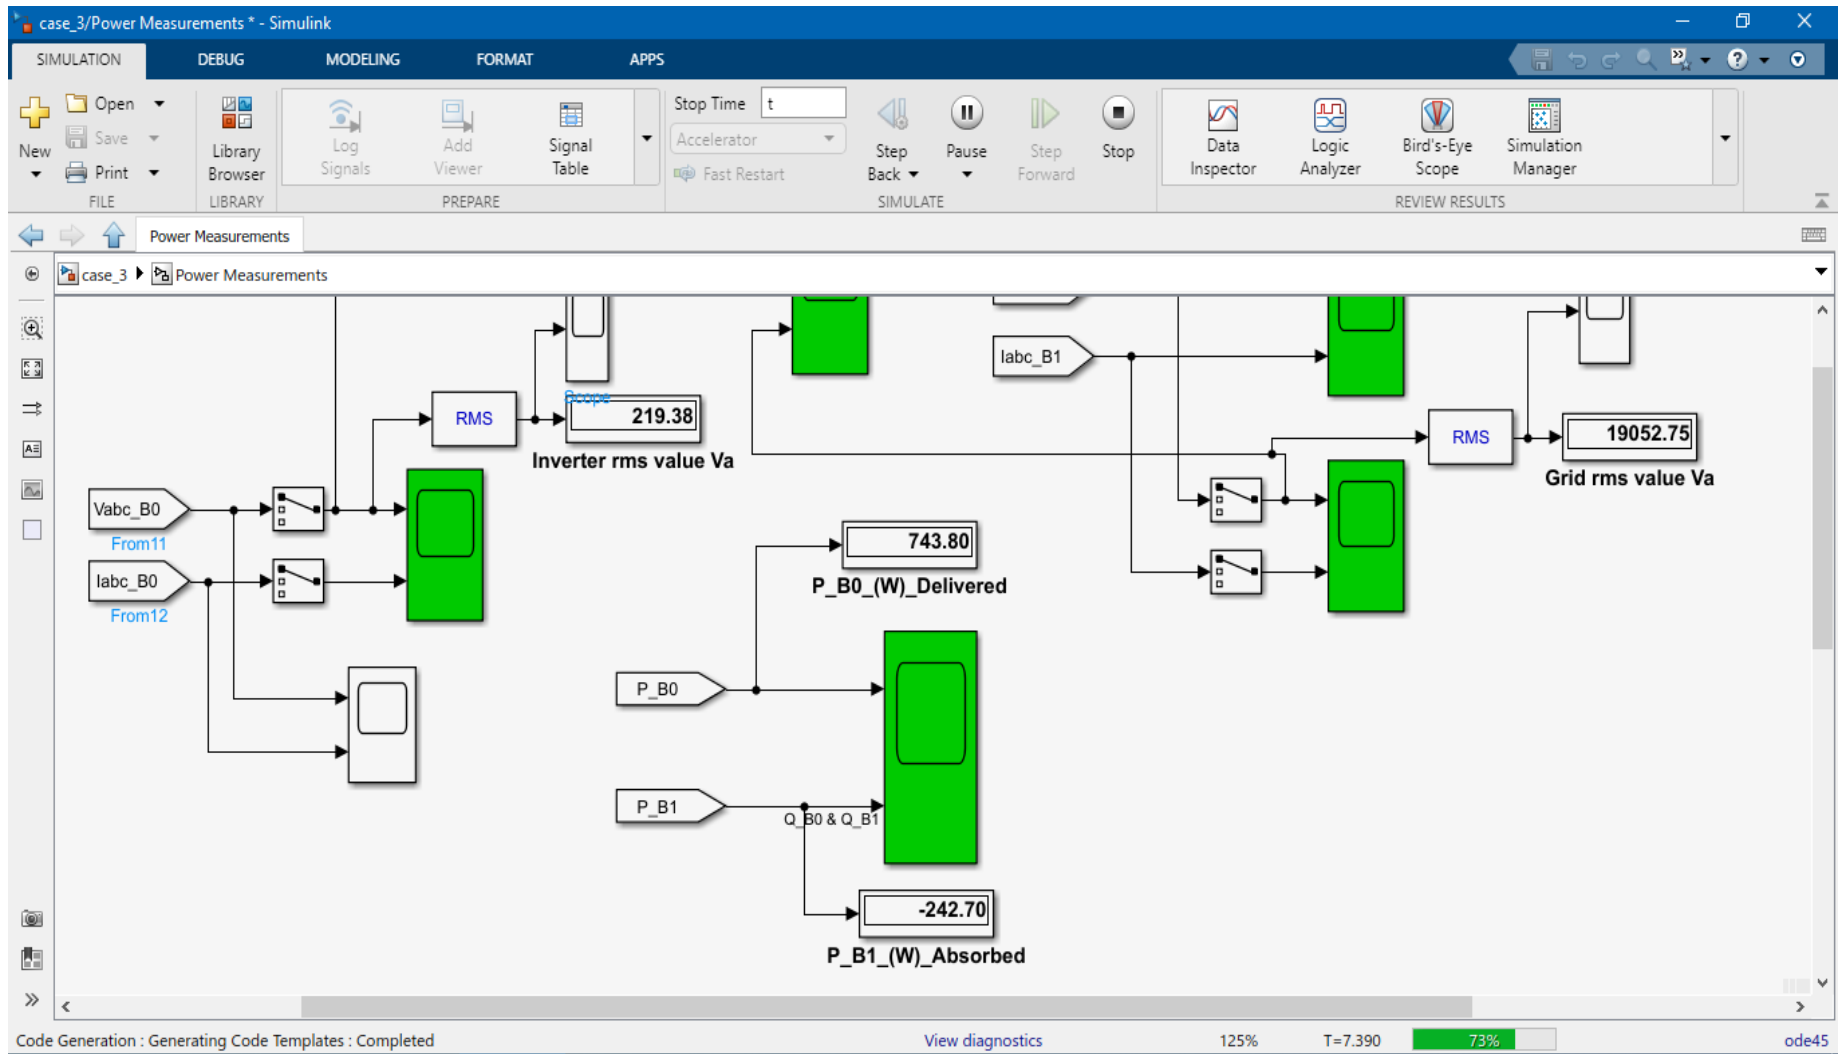 case_3/Power Measurements * - Simulink
SIMULATION
DEBUG
MODELING
FORMAT
APPS
?
New
Open
Save
Print
FILE
Library
Browser
LIBRARY
Log
Signals
Add
Viewer
Signal
Table
PREPARE
Stop Time
t
Accelerator
Fast Restart
Step
Back
Pause
Step
Forward
Stop
SIMULATE
Data
Inspector
Logic
Analyzer
Bird's-Eye
Scope
Simulation
Manager
REVIEW RESULTS
Power Measurements
case_3
Power Measurements
Iabc_B1
RMS
Scope
219.38
Inverter rms value Va
RMS
19052.75
Grid rms value Va
Vabc_B0
From11
Iabc_B0
From12
743.80
P_B0_(W)_Delivered
P_B0
P_B1
Q_B0 & Q_B1
-242.70
P_B1_(W)_Absorbed
Code Generation : Generating Code Templates : Completed
View diagnostics
125%
T=7.390
73%
ode45